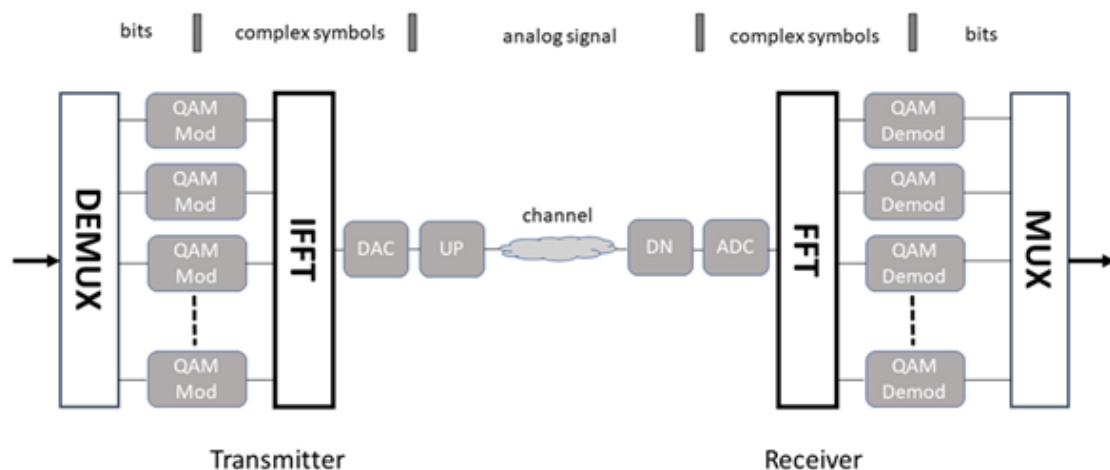 bits
complex symbols
analog signal
complex symbols
bits
DEMUX
QAM
Mod
QAM
Mod
QAM
Mod
QAM
Mod
IFFT
DAC
UP
channel
DN
ADC
FFT
QAM
Demod
QAM
Demod
QAM
Demod
QAM
Demod
MUX
Transmitter
Receiver